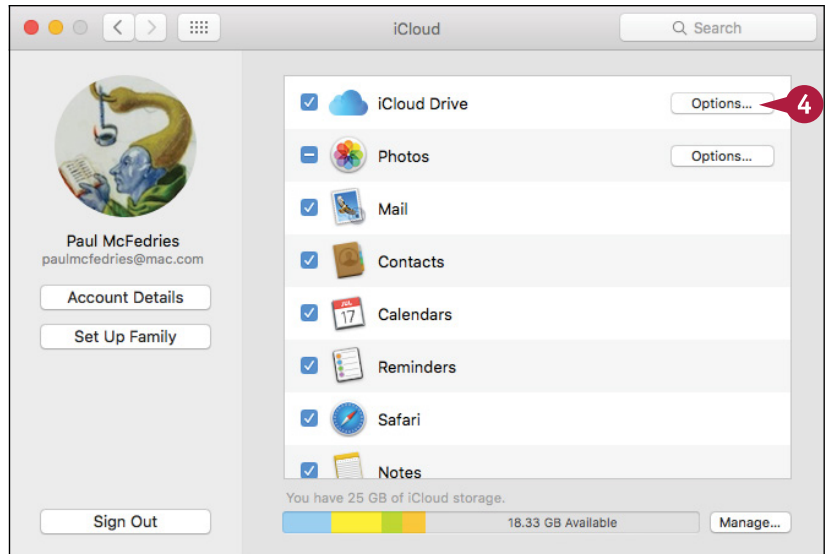 iCloud
Search
iCloud Drive
Options...
4
Photos
Options...
Mail
Paul McFedries
paulmcfedries@mac.com
Contacts
Account Details
JUL
17
Calendars
Set Up Family
Reminders
Safari
Notes
You have 25 GB of iCloud storage.
Sign Out
18.33 GB Available
Manage...